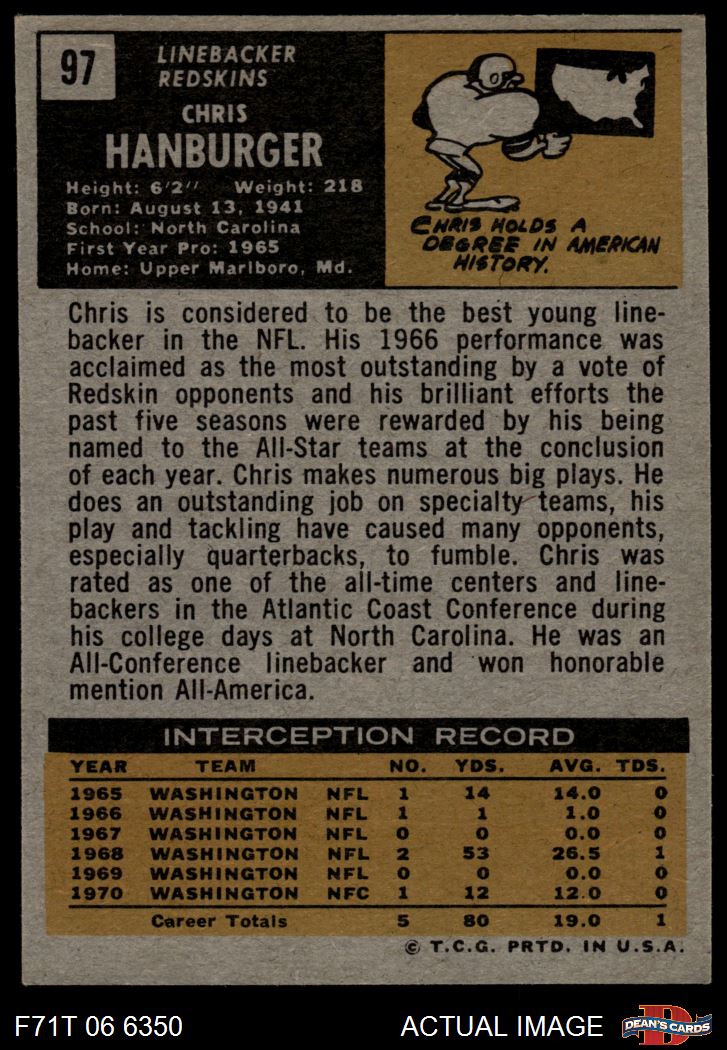 97
LINEBACKER
REDSKINS
CHRIS
HANBURGER
Height: 6'2" Weight: 218
Born: August 13, 1941
School: North Carolina
First Year Pro: 1965
Home: Upper Marlboro, Md.
CHRIS HOLDS A
DEGREE IN AMERICAN
HISTORY.
Chris is considered to be the best young line-
backer in the NFL. His 1966 performance was
acclaimed as the most outstanding by a vote of
Redskin opponents and his brilliant efforts the
past five seasons were rewarded by his being
named to the All-Star teams at the conclusion
of each year. Chris makes numerous big plays. He
does an outstanding job on specialty teams, his
play and tackling have caused many opponents,
especially quarterbacks, to fumble. Chris was
rated as one of the all-time centers and line-
backers in the Atlantic Coast Conference during
his college days at North Carolina. He was an
All-Conference linebacker and won honorable
mention All-America.
INTERCEPTION RECORD
YEAR TEAM NO. YDS. AVG. TDS.
1965 WASHINGTON NFL 1 14 14.0 0
1966 WASHINGTON NFL 1 1 1.0 0
1967 WASHINGTON NFL 0 0 0.0 0
1968 WASHINGTON NFL 2 53 26.5 1
1969 WASHINGTON NFL 0 0 0.0 0
1970 WASHINGTON NFC 1 12 12.0 0
Career Totals 5 80 19.0 1
© T.C.G. PRTD. IN U.S.A.
F71T 06 6350 ACTUAL IMAGE
D
DEAN'S CARDS